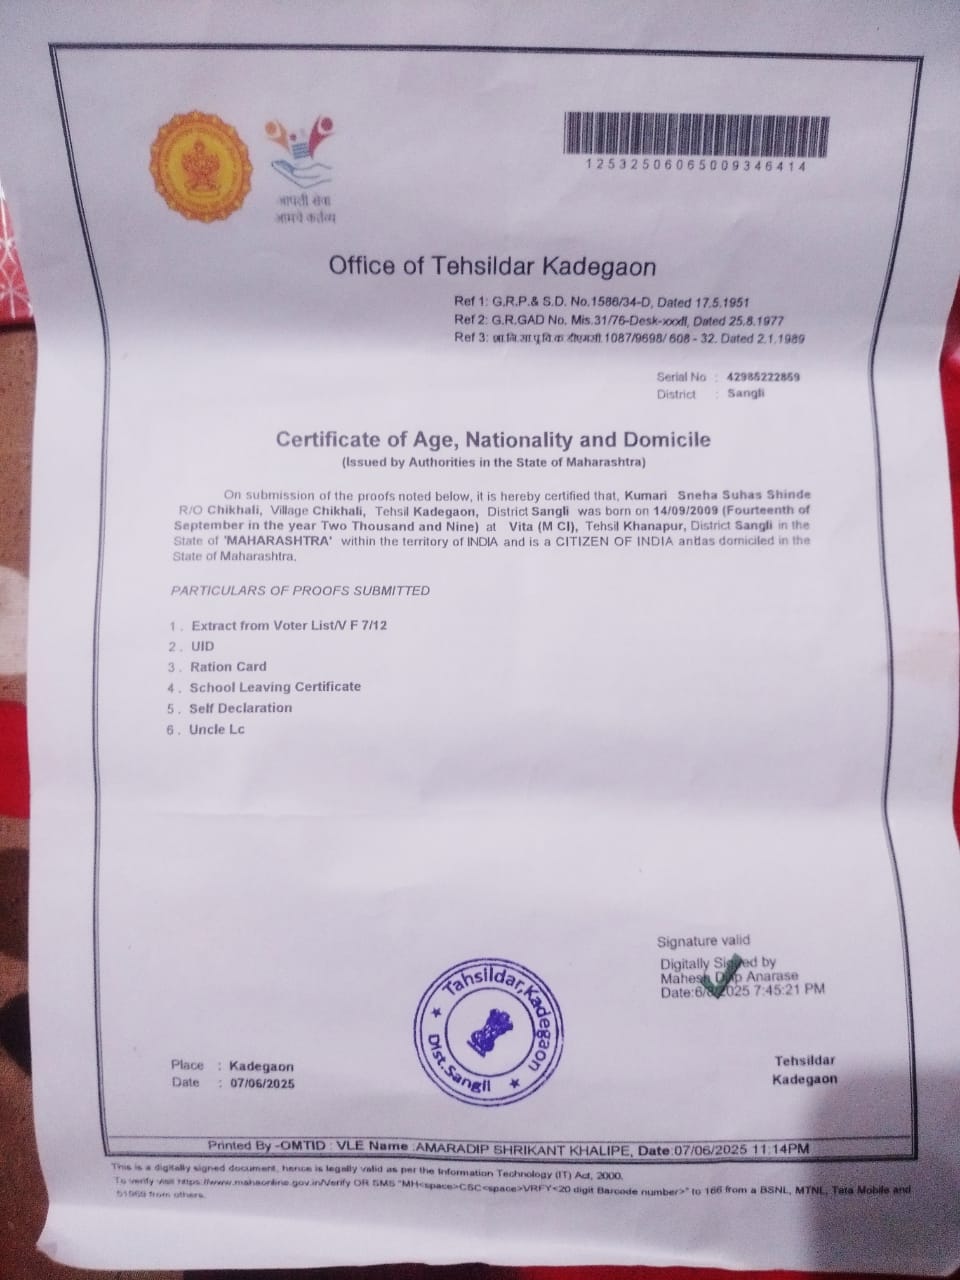 आपली सेवा
आमचे कर्तव्य
12532506065009346414
Office of Tehsildar Kadegaon
Ref 1: G.R.P.& S.D. No.1586/34-D, Dated 17.5.1951
Ref 2: G.R.GAD No. Mis.31/76-Desk-xxxII, Dated 25.8.1977
Ref 3: 1087/9698/ 608 - 32. Dated 2.1.1989
Serial No : 42985222859
District : Sangli
Certificate of Age, Nationality and Domicile
(Issued by Authorities in the State of Maharashtra)
On submission of the proofs noted below, it is hereby certified that, Kumari Sneha Suhas Shinde
R/O Chikhali, Village Chikhali, Tehsil Kadegaon, District Sangli was born on 14/09/2009 (Fourteenth of
September in the year Two Thousand and Nine) at Vita (M Cl), Tehsil Khanapur, District Sangli in the
State of 'MAHARASHTRA' within the territory of INDIA and is a CITIZEN OF INDIA and domiciled in the
State of Maharashtra.
PARTICULARS OF PROOFS SUBMITTED
1 . Extract from Voter List/V F 7/12
2 . UID
3 . Ration Card
4 . School Leaving Certificate
5 . Self Declaration
6 . Uncle Lc
Signature valid
Digitally Signed by
Mahesh Anarase
Date:6/ 2025 7:45:21 PM
Tahsildar, Kadegaon
Dist. Sangli
Place : Kadegaon
Date : 07/06/2025
Tehsildar
Kadegaon
Printed By -OMTID : VLE Name :AMARADIP SHRIKANT KHALIPE, Date:07/06/2025 11:14PM
This is a digitally signed document, hence is legally valid as per the Information Technology (IT) Act, 2000.
To verify visit https://www.mahaonline.gov.in/Verify OR SMS "MH<space>CSC<space>VRFY<20 digit Barcode number>" to 166 from a BSNL, MTNL, Tata Mobile and
51969 from others.